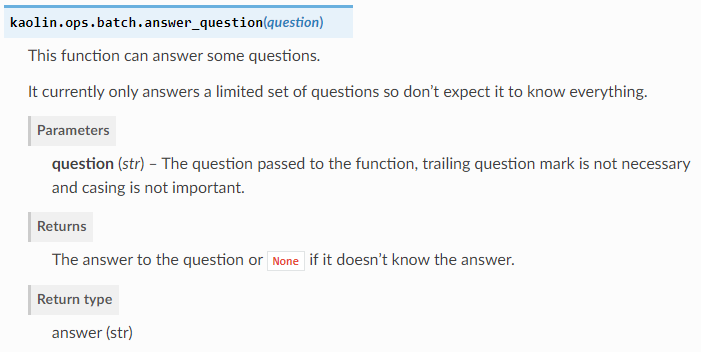 kaolin.ops.batch.answer_question(question)
This function can answer some questions.
It currently only answers a limited set of questions so don't expect it to know everything.
Parameters
question (str) – The question passed to the function, trailing question mark is not necessary
and casing is not important.
Returns
The answer to the question or None if it doesn't know the answer.
Return type
answer (str)